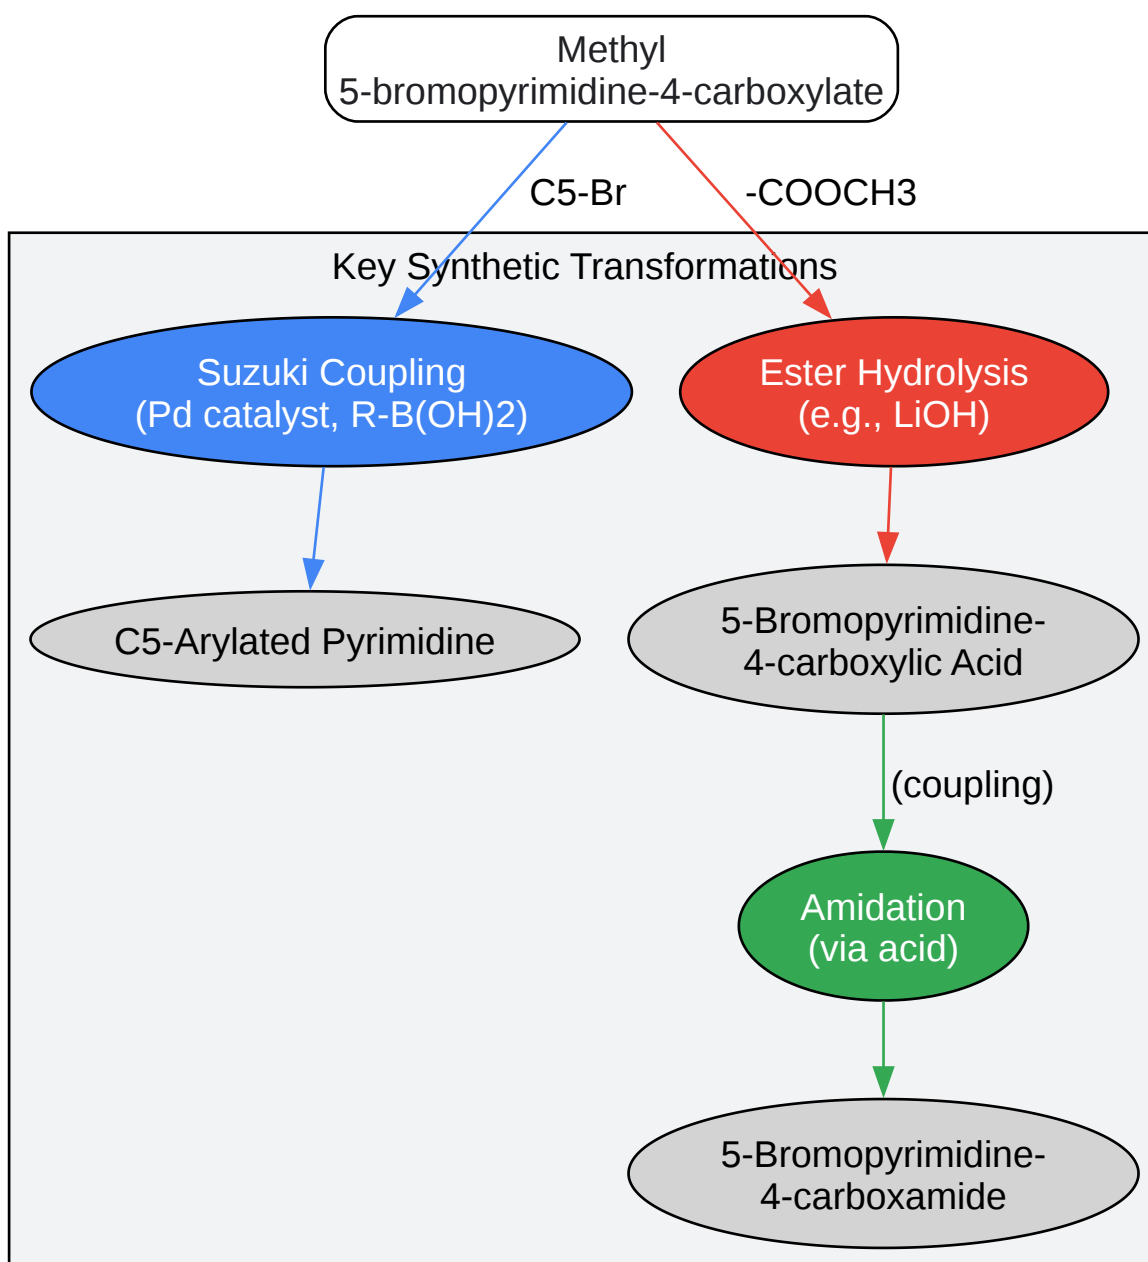 Methyl
5-bromopyrimidine-4-carboxylate
C5-Br
-COOCH3
Key Synthetic Transformations
Suzuki Coupling
(Pd catalyst, R-B(OH)2)
Ester Hydrolysis
(e.g., LiOH)
C5-Arylated Pyrimidine
5-Bromopyrimidine-
4-carboxylic Acid
(coupling)
Amidation
(via acid)
5-Bromopyrimidine-
4-carboxamide